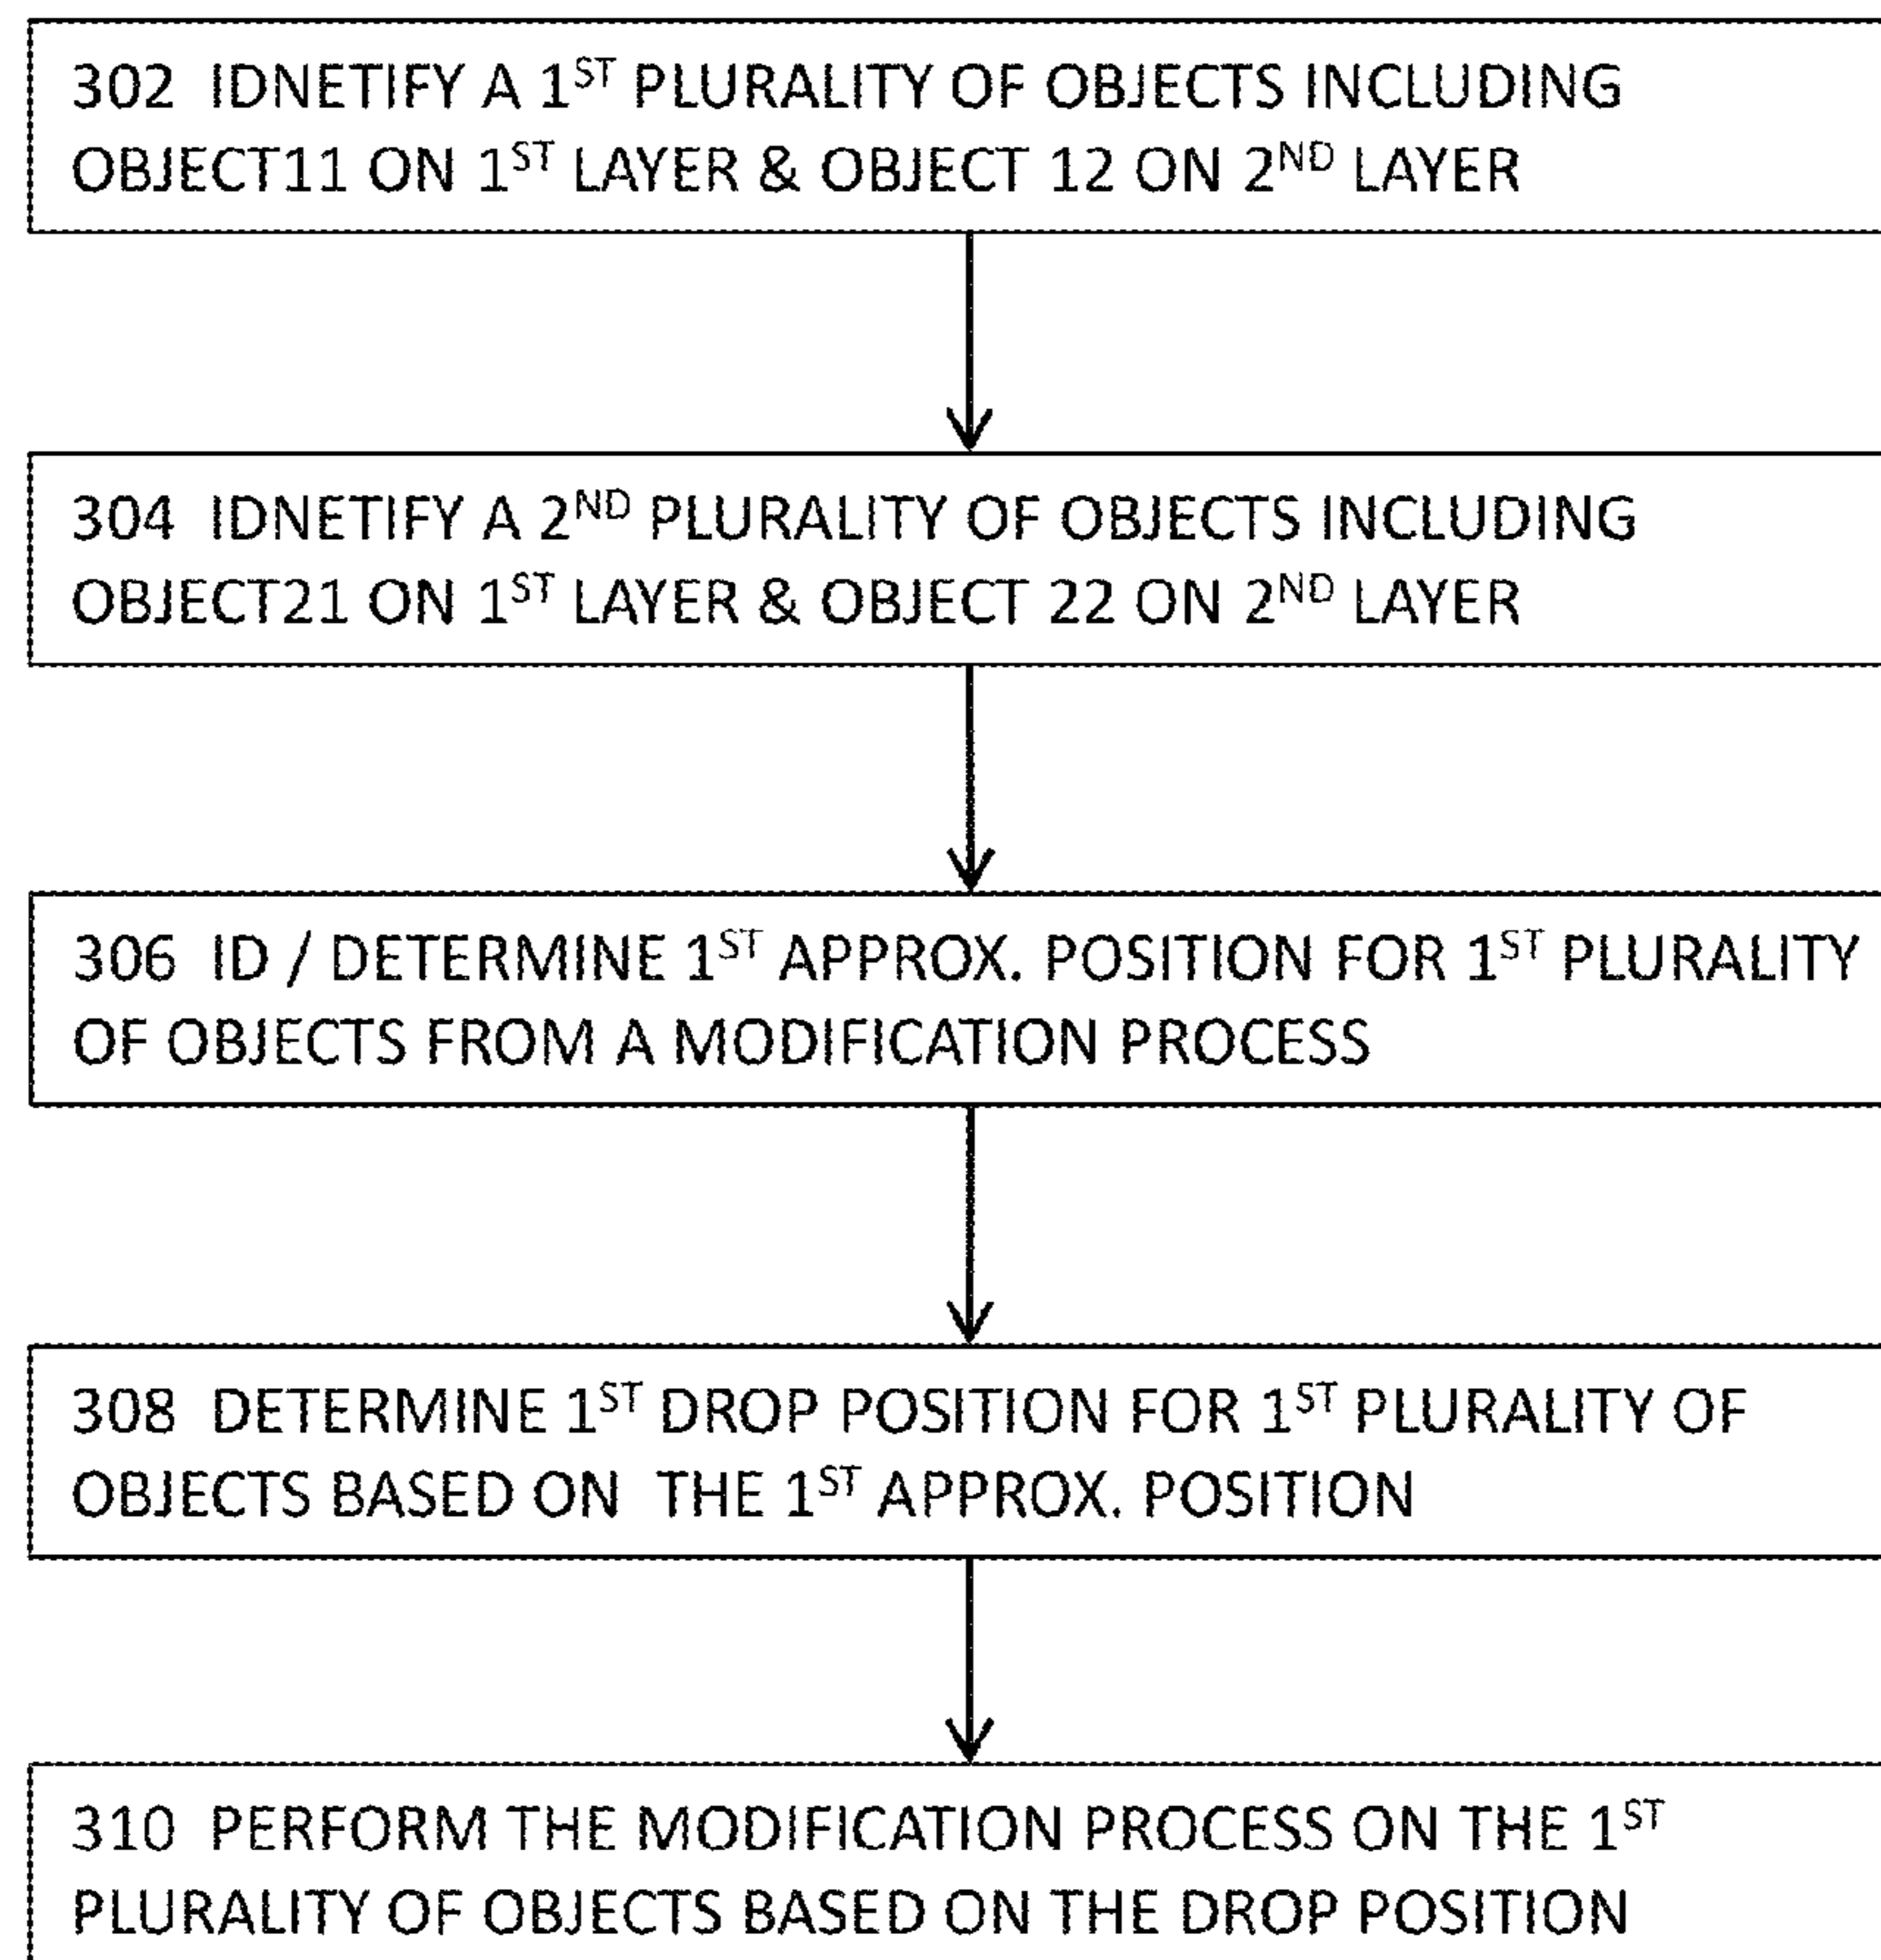 302 IDNETIFY A 1ST PLURALITY OF OBJECTS INCLUDING
OBJECT11 ON 1ST LAYER & OBJECT 12 ON 2ND LAYER
304 IDNETIFY A 2ND PLURALITY OF OBJECTS INCLUDING
OBJECT21 ON 1ST LAYER & OBJECT 22 ON 2ND LAYER
306 ID / DETERMINE 1ST APPROX. POSITION FOR 1ST PLURALITY
OF OBJECTS FROM A MODIFICATION PROCESS
308 DETERMINE 1ST DROP POSITION FOR 1ST PLURALITY OF
OBJECTS BASED ON THE 1ST APPROX. POSITION
310 PERFORM THE MODIFICATION PROCESS ON THE 1ST
PLURALITY OF OBJECTS BASED ON THE DROP POSITION